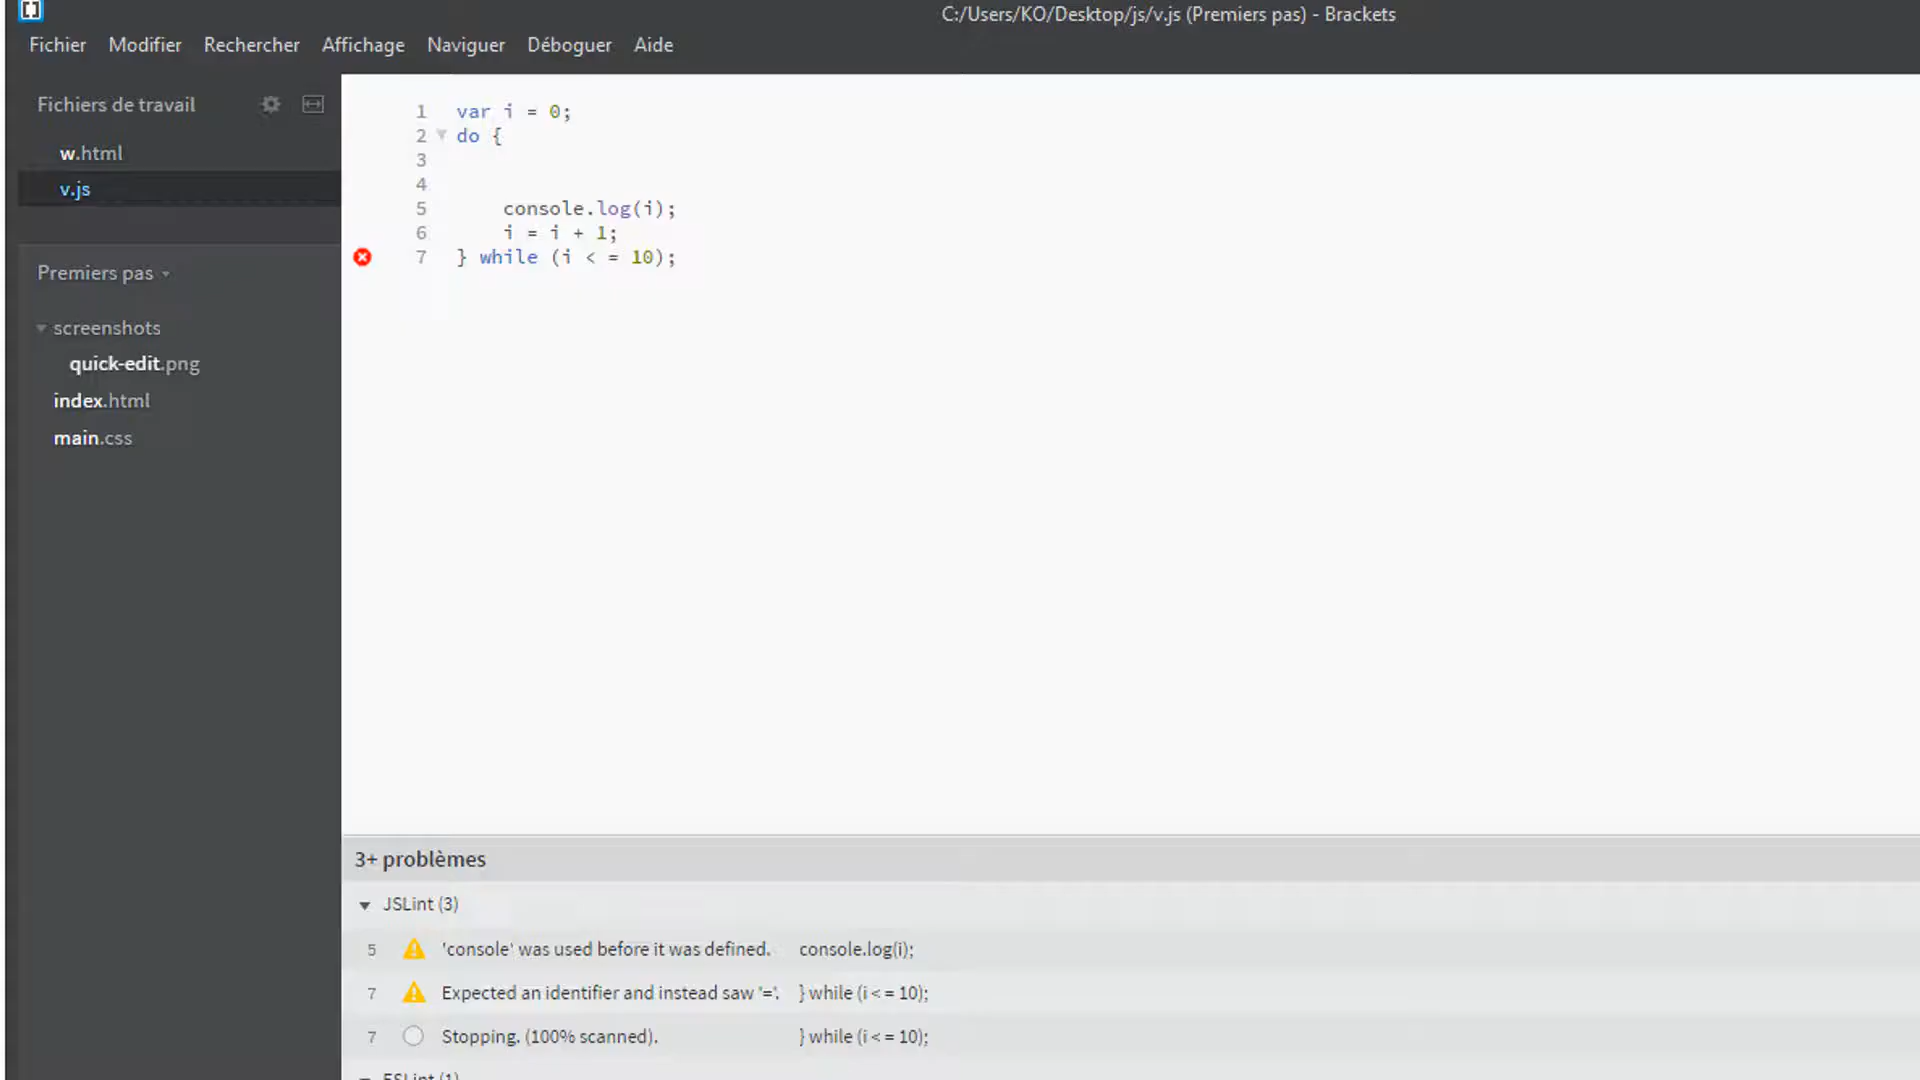 C:/Users/KO/Desktop/js/v.js (Premiers pas) - Brackets
Fichier Modifier Rechercher Affichage Naviguer Déboguer Aide
Fichiers de travail
w.html
v.js
Premiers pas
screenshots
quick-edit.png
index.html
main.css
1 var i = 0;
2 do {
3
4
5 console.log(i);
6 i = i + 1;
7 } while (i < = 10);
3+ problèmes
JSLint (3)
5 'console' was used before it was defined. console.log(i);
7 Expected an identifier and instead saw '='. } while (i < = 10);
7 Stopping. (100% scanned). } while (i < = 10);
ESLint (1)